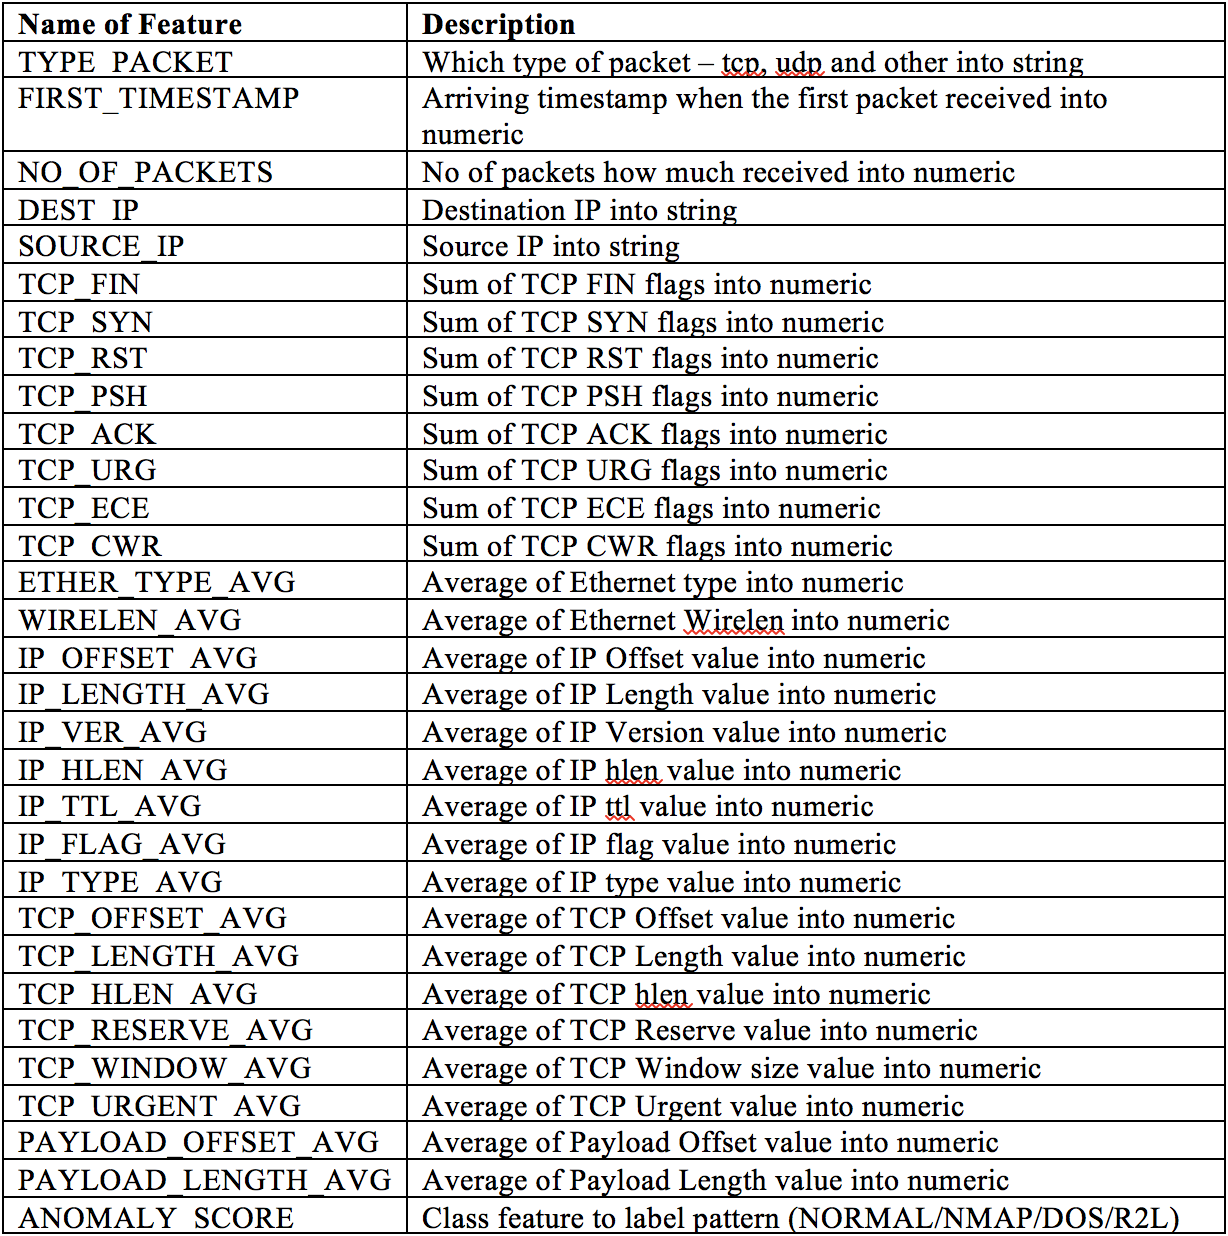 Name of Feature Description
TYPE_PACKET Which type of packet – tcp, udp and other into string
FIRST_TIMESTAMP Arriving timestamp when the first packet received into
numeric
NO_OF_PACKETS No of packets how much received into numeric
DEST_IP Destination IP into string
SOURCE_IP Source IP into string
TCP_FIN Sum of TCP FIN flags into numeric
TCP_SYN Sum of TCP SYN flags into numeric
TCP_RST Sum of TCP RST flags into numeric
TCP_PSH Sum of TCP PSH flags into numeric
TCP_ACK Sum of TCP ACK flags into numeric
TCP_URG Sum of TCP URG flags into numeric
TCP_ECE Sum of TCP ECE flags into numeric
TCP_CWR Sum of TCP CWR flags into numeric
ETHER_TYPE_AVG Average of Ethernet type into numeric
WIRELEN_AVG Average of Ethernet Wirelen into numeric
IP_OFFSET_AVG Average of IP Offset value into numeric
IP_LENGTH_AVG Average of IP Length value into numeric
IP_VER_AVG Average of IP Version value into numeric
IP_HLEN_AVG Average of IP hlen value into numeric
IP_TTL_AVG Average of IP ttl value into numeric
IP_FLAG_AVG Average of IP flag value into numeric
IP_TYPE_AVG Average of IP type value into numeric
TCP_OFFSET_AVG Average of TCP Offset value into numeric
TCP_LENGTH_AVG Average of TCP Length value into numeric
TCP_HLEN_AVG Average of TCP hlen value into numeric
TCP_RESERVE_AVG Average of TCP Reserve value into numeric
TCP_WINDOW_AVG Average of TCP Window size value into numeric
TCP_URGENT_AVG Average of TCP Urgent value into numeric
PAYLOAD_OFFSET_AVG Average of Payload Offset value into numeric
PAYLOAD_LENGTH_AVG Average of Payload Length value into numeric
ANOMALY_SCORE Class feature to label pattern (NORMAL/NMAP/DOS/R2L)